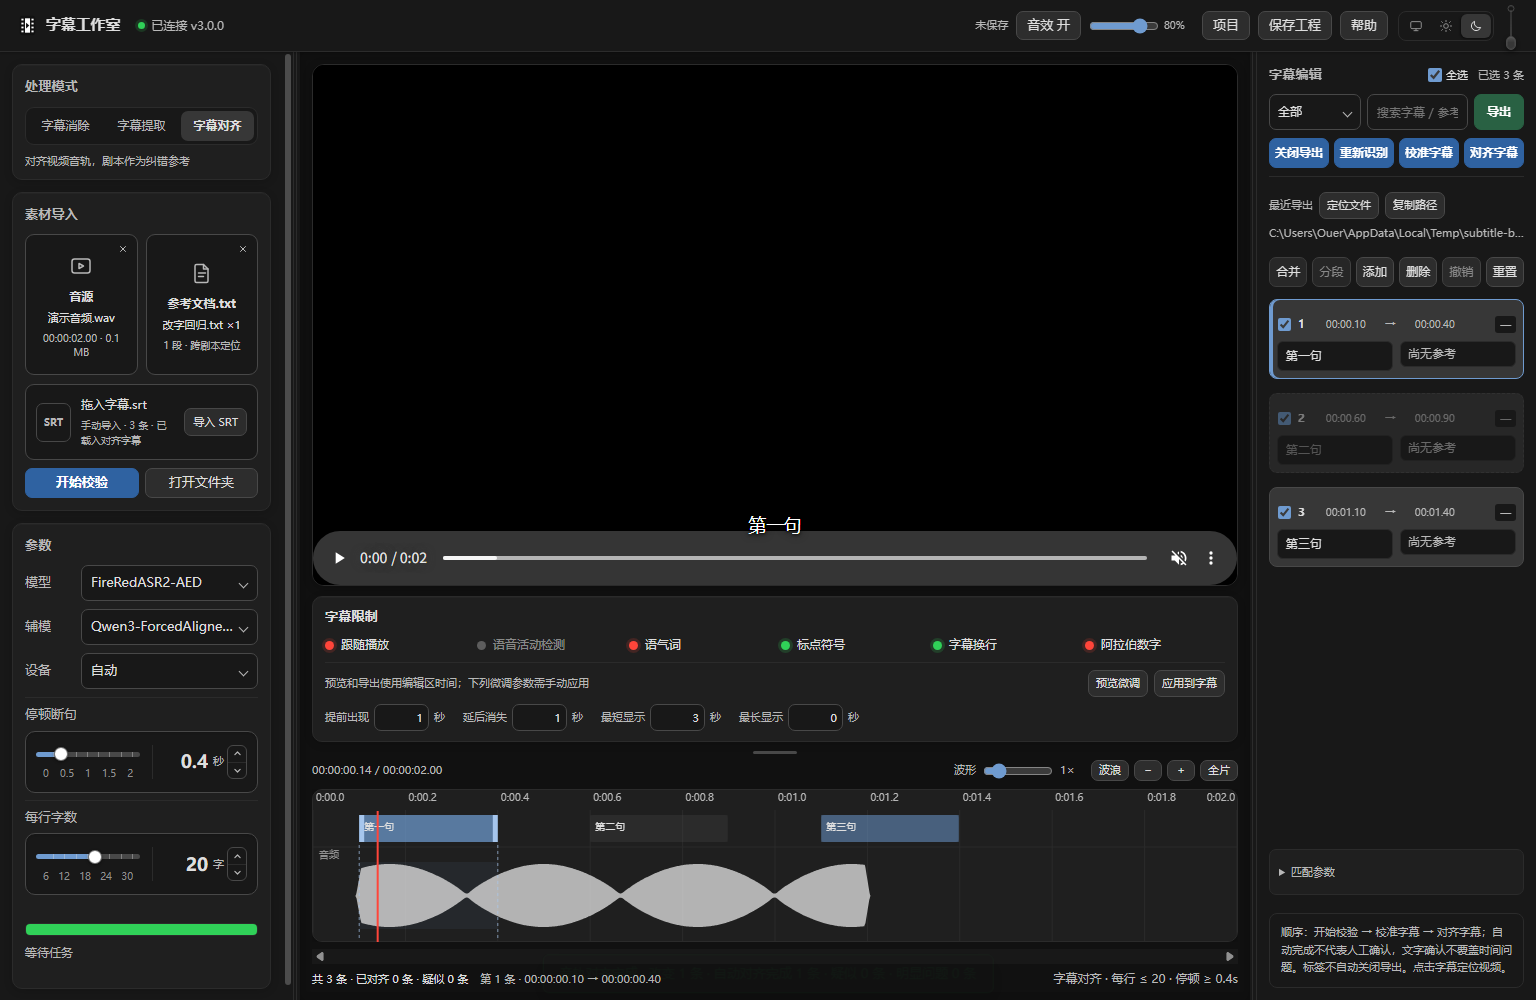 字幕工作室
已连接 v3.0.0
未保存
音效 开
80%
项目
保存工程
帮助
处理模式
字幕消除
字幕提取
字幕对齐
对齐视频音轨，剧本作为纠错参考
素材导入
×
音源
演示音频.wav
00:00:02.00 · 0.1
MB
×
参考文档.txt
改字回归.txt ×1
1 段 · 跨剧本定位
SRT
拖入字幕.srt
手动导入 · 3 条 · 已
载入对齐字幕
导入 SRT
开始校验
打开文件夹
参数
模型
FireRedASR2-AED
辅模
Qwen3-ForcedAligne...
设备
自动
停顿断句
0 0.5 1 1.5 2
0.4 秒
每行字数
6 12 18 24 30
20 字
等待任务
第一句
0:00 / 0:02
字幕限制
跟随播放
语音活动检测
语气词
标点符号
字幕换行
阿拉伯数字
预览和导出使用编辑区时间；下列微调参数需手动应用
预览微调
应用到字幕
提前出现 1 秒
延后消失 1 秒
最短显示 3 秒
最长显示 0 秒
00:00:00.14 / 00:00:02.00
波形
1×
波浪
−
+
全片
0:00.0 0:00.2 0:00.4 0:00.6 0:00.8 0:01.0 0:01.2 0:01.4 0:01.6 0:01.8 0:02.0
第一句
第二句
第三句
音频
共 3 条 · 已对齐 0 条 · 疑似 0 条
第 1 条 · 00:00:00.10 → 00:00:00.40
字幕对齐 · 每行 ≤ 20 · 停顿 ≥ 0.4s
字幕编辑
全选
已选 3 条
全部
搜索字幕 / 参考
导出
关闭导出
重新识别
校准字幕
对齐字幕
最近导出
定位文件
复制路径
C:\Users\Ouer\AppData\Local\Temp\subtitle-b...
合并
分段
添加
删除
撤销
重置
1 00:00.10 → 00:00.40 —
第一句
尚无参考
2 00:00.60 → 00:00.90 —
第二句
尚无参考
3 00:01.10 → 00:01.40 —
第三句
尚无参考
匹配参数
顺序：开始校验 → 校准字幕 → 对齐字幕；自
动完成不代表人工确认，文字确认不覆盖时间问
题。标签不自动关闭导出。点击字幕定位视频。